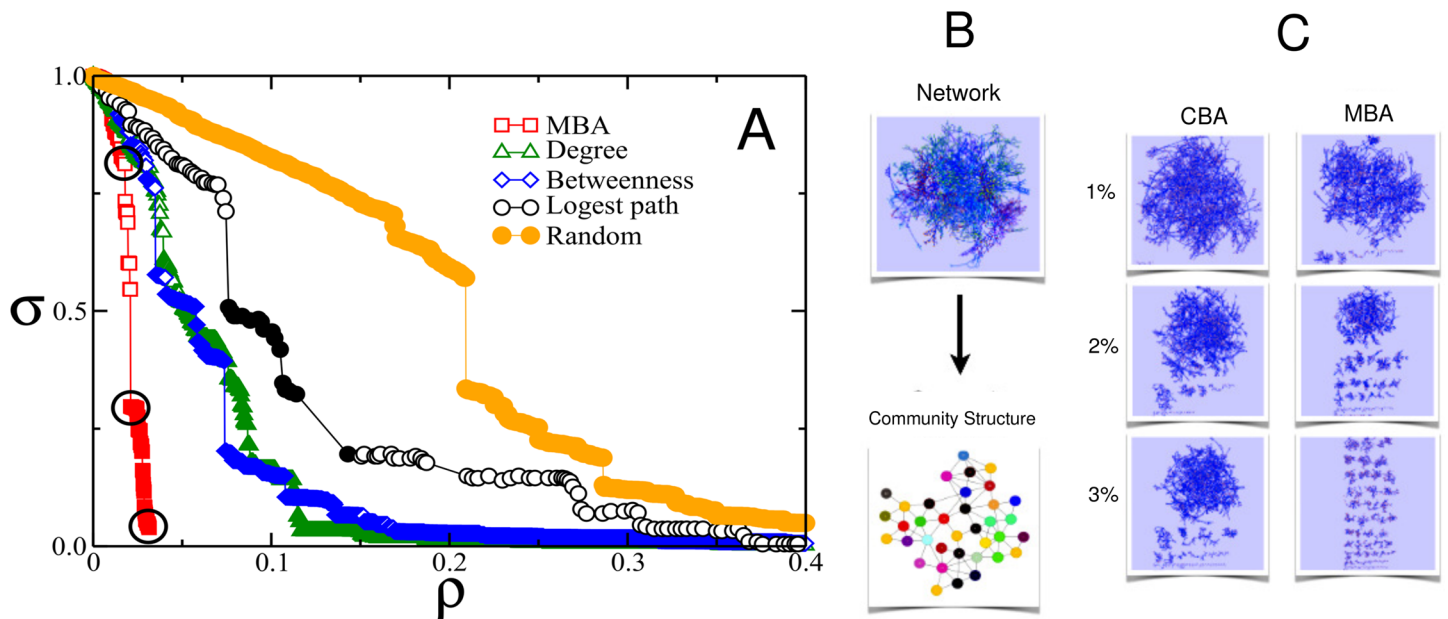 A
1.0
0.5
0.0
σ
0
0.1
0.2
0.3
0.4
ρ
MBA
Degree
Betweenness
Logest path
Random
B
Network
Community Structure
C
CBA
MBA
1%
2%
3%